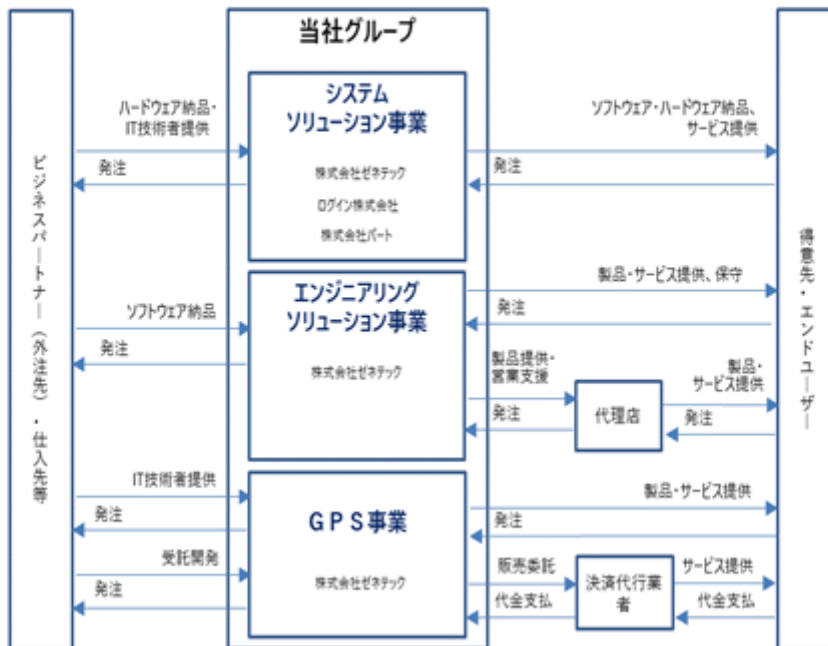 当社グループ
ビジネスパートナー（外注先）・仕入先等
得意先・エンドユーザー
システム
ソリューション事業
株式会社ゼネテック
ログイン株式会社
株式会社バート
ハードウェア納品・
IT技術者提供
発注
ソフトウェア・ハードウェア納品、
サービス提供
発注
エンジニアリング
ソリューション事業
株式会社ゼネテック
ソフトウェア納品
発注
製品・サービス提供、保守
発注
製品提供・
営業支援
発注
代理店
製品・
サービス提供
発注
GPS事業
株式会社ゼネテック
IT技術者提供
発注
受託開発
発注
製品・サービス提供
発注
販売委託
代金支払
決済代行業
者
サービス提供
代金支払